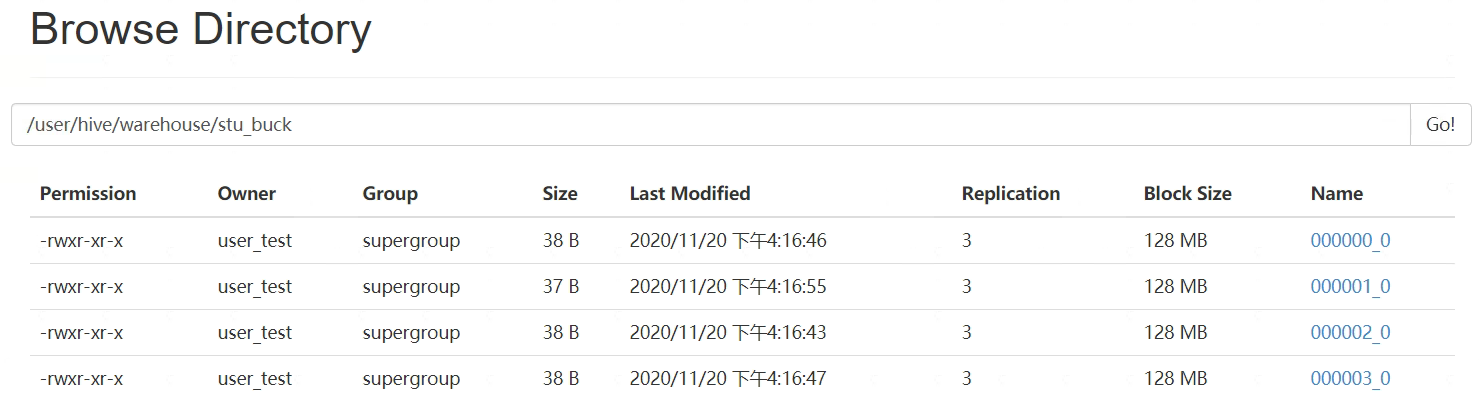 Browse Directory
/user/hive/warehouse/stu_buck Go!
Permission Owner Group Size Last Modified Replication Block Size Name
-rwxr-xr-x user_test supergroup 38 B 2020/11/20 下午4:16:46 3 128 MB 000000_0
-rwxr-xr-x user_test supergroup 37 B 2020/11/20 下午4:16:55 3 128 MB 000001_0
-rwxr-xr-x user_test supergroup 38 B 2020/11/20 下午4:16:43 3 128 MB 000002_0
-rwxr-xr-x user_test supergroup 38 B 2020/11/20 下午4:16:47 3 128 MB 000003_0